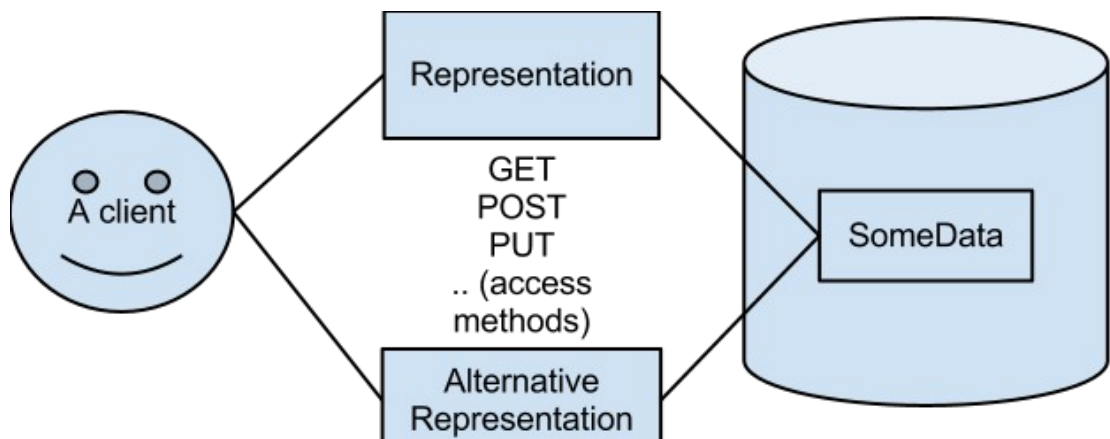 Representation
GET
POST
PUT
.. (access
methods)
A client
SomeData
Alternative
Representation